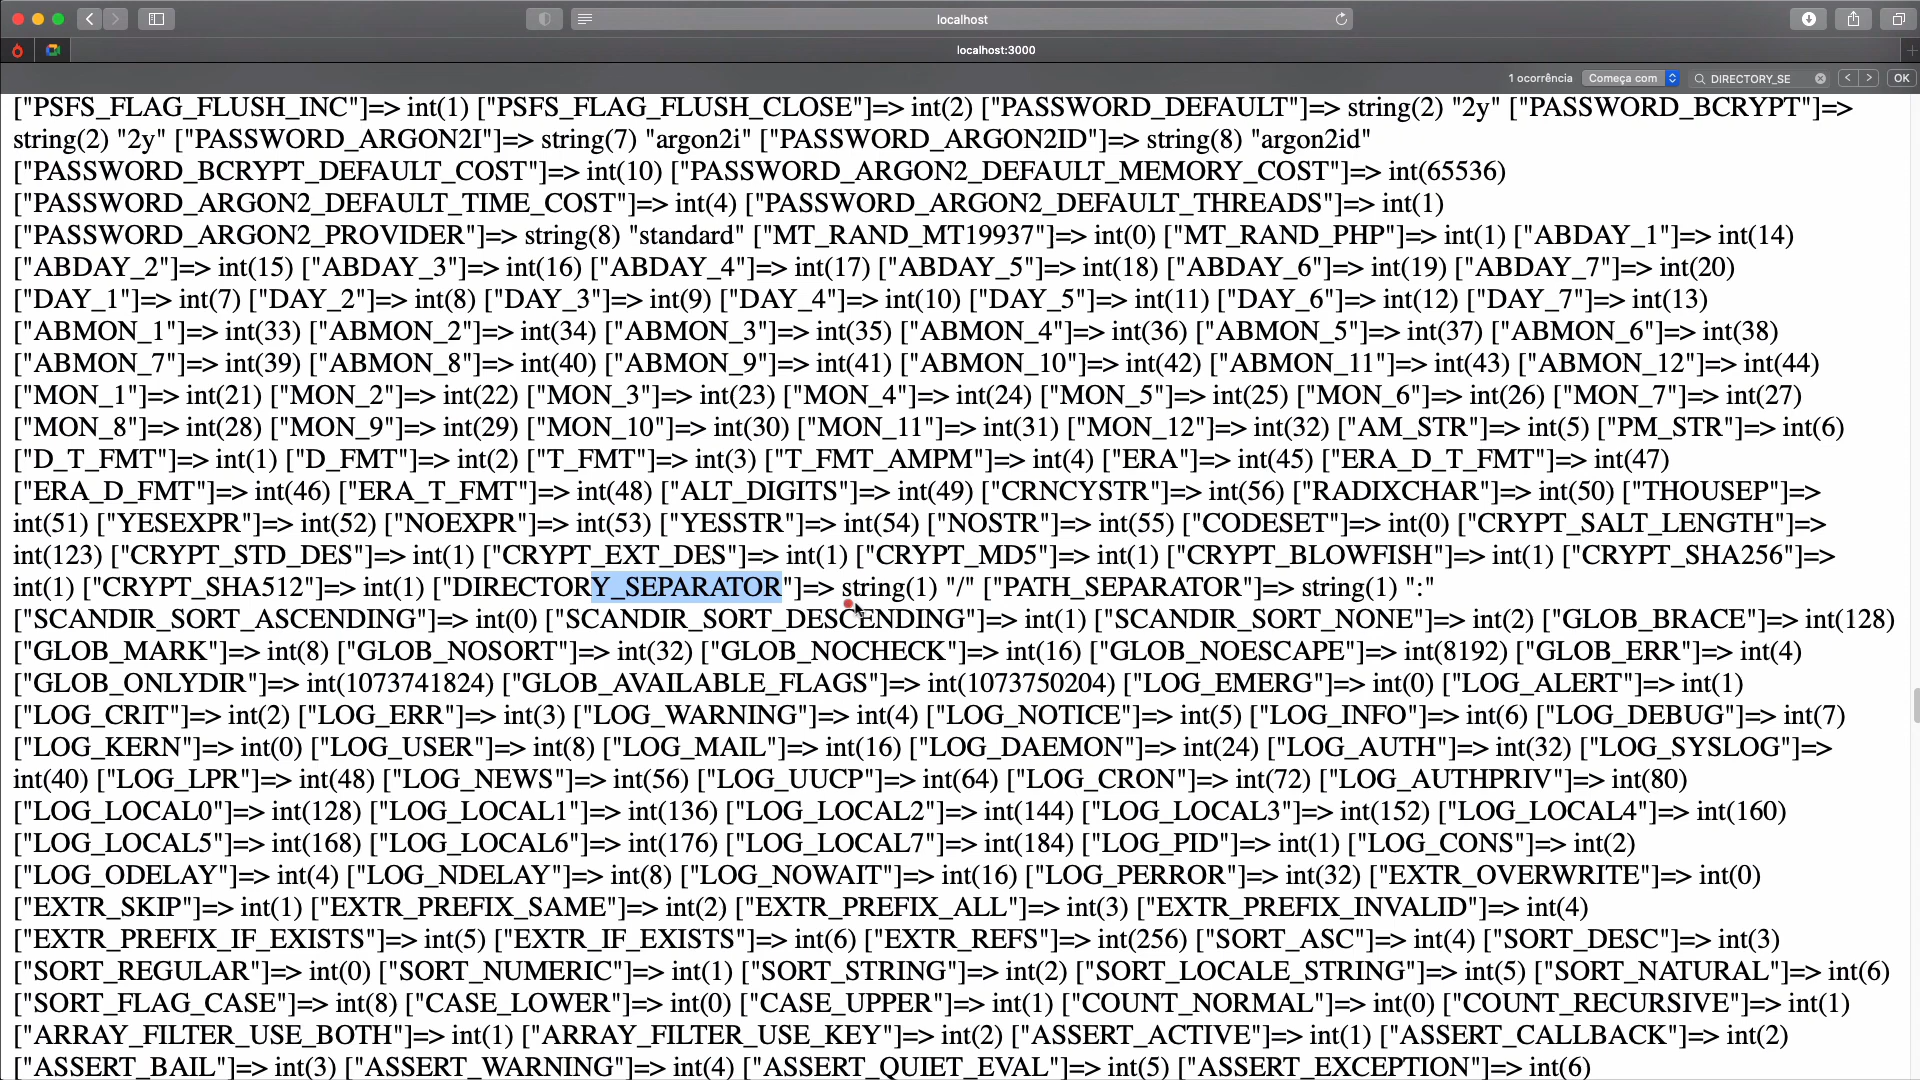 localhost
localhost:3000
1 ocorrência Começa com DIRECTORY_SE OK
["PSFS_FLAG_FLUSH_INC"]=> int(1) ["PSFS_FLAG_FLUSH_CLOSE"]=> int(2) ["PASSWORD_DEFAULT"]=> string(2) "2y" ["PASSWORD_BCRYPT"]=>
string(2) "2y" ["PASSWORD_ARGON2I"]=> string(7) "argon2i" ["PASSWORD_ARGON2ID"]=> string(8) "argon2id"
["PASSWORD_BCRYPT_DEFAULT_COST"]=> int(10) ["PASSWORD_ARGON2_DEFAULT_MEMORY_COST"]=> int(65536)
["PASSWORD_ARGON2_DEFAULT_TIME_COST"]=> int(4) ["PASSWORD_ARGON2_DEFAULT_THREADS"]=> int(1)
["PASSWORD_ARGON2_PROVIDER"]=> string(8) "standard" ["MT_RAND_MT19937"]=> int(0) ["MT_RAND_PHP"]=> int(1) ["ABDAY_1"]=> int(14)
["ABDAY_2"]=> int(15) ["ABDAY_3"]=> int(16) ["ABDAY_4"]=> int(17) ["ABDAY_5"]=> int(18) ["ABDAY_6"]=> int(19) ["ABDAY_7"]=> int(20)
["DAY_1"]=> int(7) ["DAY_2"]=> int(8) ["DAY_3"]=> int(9) ["DAY_4"]=> int(10) ["DAY_5"]=> int(11) ["DAY_6"]=> int(12) ["DAY_7"]=> int(13)
["ABMON_1"]=> int(33) ["ABMON_2"]=> int(34) ["ABMON_3"]=> int(35) ["ABMON_4"]=> int(36) ["ABMON_5"]=> int(37) ["ABMON_6"]=> int(38)
["ABMON_7"]=> int(39) ["ABMON_8"]=> int(40) ["ABMON_9"]=> int(41) ["ABMON_10"]=> int(42) ["ABMON_11"]=> int(43) ["ABMON_12"]=> int(44)
["MON_1"]=> int(21) ["MON_2"]=> int(22) ["MON_3"]=> int(23) ["MON_4"]=> int(24) ["MON_5"]=> int(25) ["MON_6"]=> int(26) ["MON_7"]=> int(27)
["MON_8"]=> int(28) ["MON_9"]=> int(29) ["MON_10"]=> int(30) ["MON_11"]=> int(31) ["MON_12"]=> int(32) ["AM_STR"]=> int(5) ["PM_STR"]=> int(6)
["D_T_FMT"]=> int(1) ["D_FMT"]=> int(2) ["T_FMT"]=> int(3) ["T_FMT_AMPM"]=> int(4) ["ERA"]=> int(45) ["ERA_D_T_FMT"]=> int(47)
["ERA_D_FMT"]=> int(46) ["ERA_T_FMT"]=> int(48) ["ALT_DIGITS"]=> int(49) ["CRNCYSTR"]=> int(56) ["RADIXCHAR"]=> int(50) ["THOUSEP"]=>
int(51) ["YESEXPR"]=> int(52) ["NOEXPR"]=> int(53) ["YESSTR"]=> int(54) ["NOSTR"]=> int(55) ["CODESET"]=> int(0) ["CRYPT_SALT_LENGTH"]=>
int(123) ["CRYPT_STD_DES"]=> int(1) ["CRYPT_EXT_DES"]=> int(1) ["CRYPT_MD5"]=> int(1) ["CRYPT_BLOWFISH"]=> int(1) ["CRYPT_SHA256"]=>
int(1) ["CRYPT_SHA512"]=> int(1) ["DIRECTORY_SEPARATOR"]=> string(1) "/" ["PATH_SEPARATOR"]=> string(1) ":"
["SCANDIR_SORT_ASCENDING"]=> int(0) ["SCANDIR_SORT_DESCENDING"]=> int(1) ["SCANDIR_SORT_NONE"]=> int(2) ["GLOB_BRACE"]=> int(128)
["GLOB_MARK"]=> int(8) ["GLOB_NOSORT"]=> int(32) ["GLOB_NOCHECK"]=> int(16) ["GLOB_NOESCAPE"]=> int(8192) ["GLOB_ERR"]=> int(4)
["GLOB_ONLYDIR"]=> int(1073741824) ["GLOB_AVAILABLE_FLAGS"]=> int(1073750204) ["LOG_EMERG"]=> int(0) ["LOG_ALERT"]=> int(1)
["LOG_CRIT"]=> int(2) ["LOG_ERR"]=> int(3) ["LOG_WARNING"]=> int(4) ["LOG_NOTICE"]=> int(5) ["LOG_INFO"]=> int(6) ["LOG_DEBUG"]=> int(7)
["LOG_KERN"]=> int(0) ["LOG_USER"]=> int(8) ["LOG_MAIL"]=> int(16) ["LOG_DAEMON"]=> int(24) ["LOG_AUTH"]=> int(32) ["LOG_SYSLOG"]=>
int(40) ["LOG_LPR"]=> int(48) ["LOG_NEWS"]=> int(56) ["LOG_UUCP"]=> int(64) ["LOG_CRON"]=> int(72) ["LOG_AUTHPRIV"]=> int(80)
["LOG_LOCAL0"]=> int(128) ["LOG_LOCAL1"]=> int(136) ["LOG_LOCAL2"]=> int(144) ["LOG_LOCAL3"]=> int(152) ["LOG_LOCAL4"]=> int(160)
["LOG_LOCAL5"]=> int(168) ["LOG_LOCAL6"]=> int(176) ["LOG_LOCAL7"]=> int(184) ["LOG_PID"]=> int(1) ["LOG_CONS"]=> int(2)
["LOG_ODELAY"]=> int(4) ["LOG_NDELAY"]=> int(8) ["LOG_NOWAIT"]=> int(16) ["LOG_PERROR"]=> int(32) ["EXTR_OVERWRITE"]=> int(0)
["EXTR_SKIP"]=> int(1) ["EXTR_PREFIX_SAME"]=> int(2) ["EXTR_PREFIX_ALL"]=> int(3) ["EXTR_PREFIX_INVALID"]=> int(4)
["EXTR_PREFIX_IF_EXISTS"]=> int(5) ["EXTR_IF_EXISTS"]=> int(6) ["EXTR_REFS"]=> int(256) ["SORT_ASC"]=> int(4) ["SORT_DESC"]=> int(3)
["SORT_REGULAR"]=> int(0) ["SORT_NUMERIC"]=> int(1) ["SORT_STRING"]=> int(2) ["SORT_LOCALE_STRING"]=> int(5) ["SORT_NATURAL"]=> int(6)
["SORT_FLAG_CASE"]=> int(8) ["CASE_LOWER"]=> int(0) ["CASE_UPPER"]=> int(1) ["COUNT_NORMAL"]=> int(0) ["COUNT_RECURSIVE"]=> int(1)
["ARRAY_FILTER_USE_BOTH"]=> int(1) ["ARRAY_FILTER_USE_KEY"]=> int(2) ["ASSERT_ACTIVE"]=> int(1) ["ASSERT_CALLBACK"]=> int(2)
["ASSERT_BAIL"]=> int(3) ["ASSERT_WARNING"]=> int(4) ["ASSERT_QUIET_EVAL"]=> int(5) ["ASSERT_EXCEPTION"]=> int(6)